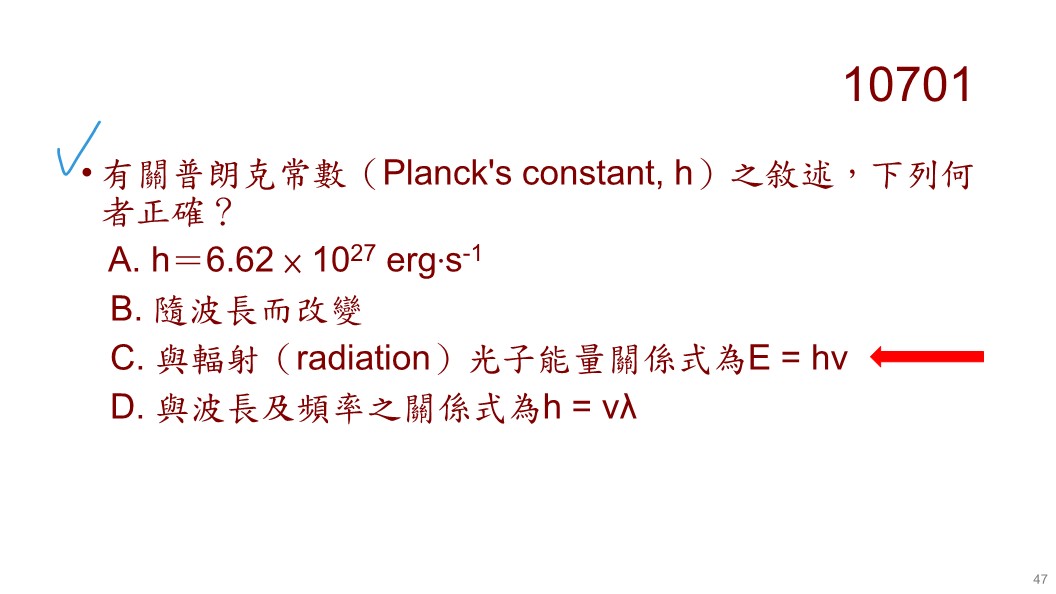 10701
• 有關普朗克常數（Planck's constant, h）之敘述，下列何
者正確？
A. h＝6.62 × 10²⁷ erg·s⁻¹
B. 隨波長而改變
C. 與輻射（radiation）光子能量關係式為E = hv
D. 與波長及頻率之關係式為h = vλ
47